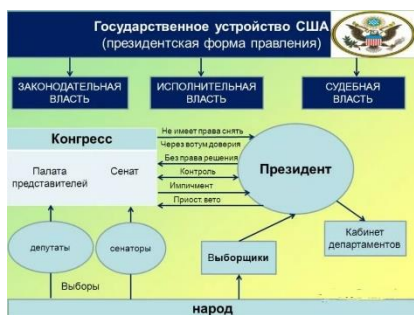 Государственное устройство США
(президентская форма правления)
ЗАКОНОДАТЕЛЬНАЯ
ВЛАСТЬ
ИСПОЛНИТЕЛЬНАЯ
ВЛАСТЬ
СУДЕБНАЯ
ВЛАСТЬ
Конгресс
Палата
представителей
Сенат
Не имеет права снять
Через вотум доверия
Без права решения
Контроль
Импичмент
Приост. вето
Президент
депутаты
сенаторы
Выборщики
Кабинет
департаментов
Выборы
народ